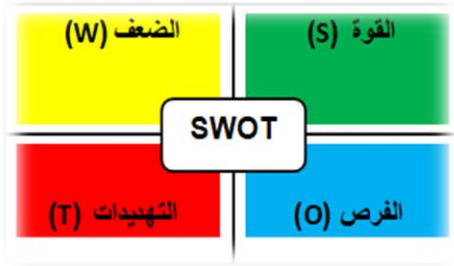 القوة (S)
الضعف (W)
SWOT
الفرص (O)
التهديدات (T)